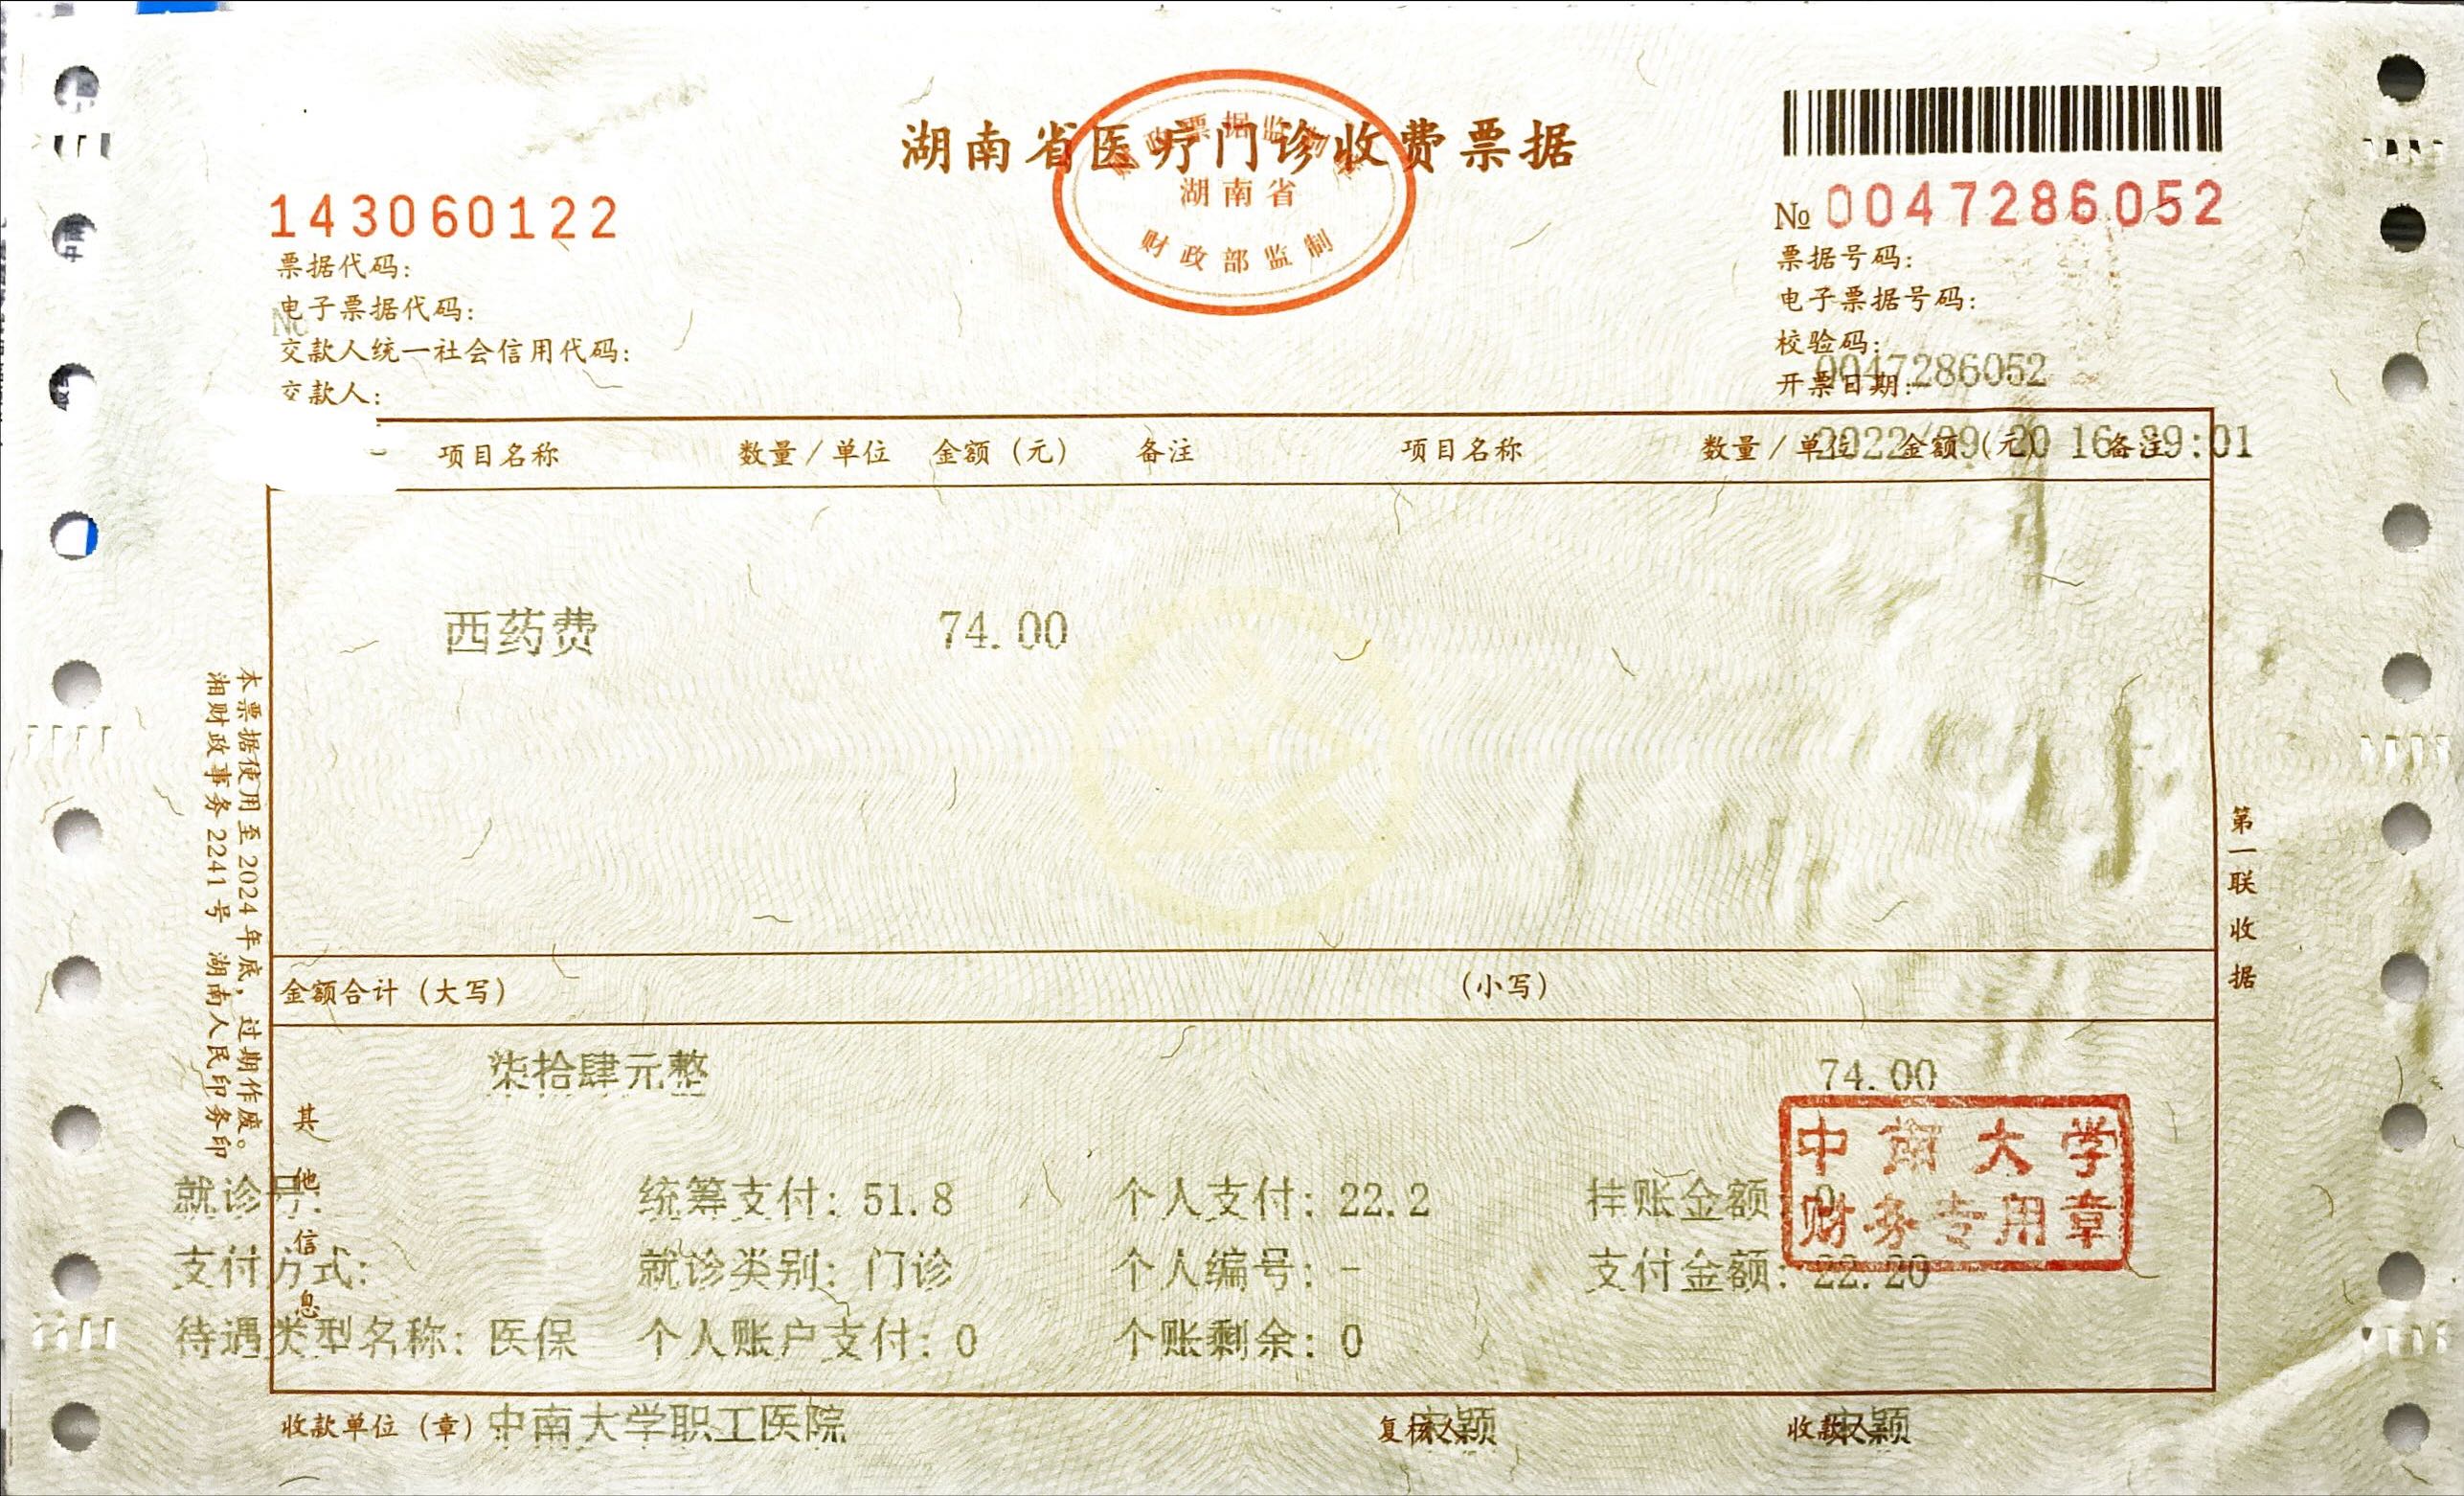 湖南省医疗门诊收费票据
财政票据监制章
湖南省
财政部监制
143060122
№ 0047286052
票据代码:
票据号码:
电子票据代码:
电子票据号码:
交款人统一社会信用代码:
校验码:
0047286052
交款人:
开票日期:
项目名称 数量/单位 金额(元) 备注 项目名称 数量/单位 金额(元) 备注
2022/09/20 16: 9:01
西药费 74.00
金额合计(大写) (小写)
柒拾肆元整 74.00
其他信息
就诊号: 统筹支付: 51.8 个人支付: 22.2 挂账金额: 0
支付方式: 就诊类别: 门诊 个人编号: - 支付金额: 22.20
待遇类型名称: 医保 个人账户支付: 0 个账剩余: 0
中南大学
财务专用章
收款单位(章) 中南大学职工医院 复核人 颖 收款人 颖
本票据使用至2024年底,过期作废。
湘财政事务2241号 湖南人民印务印
第一联 收据